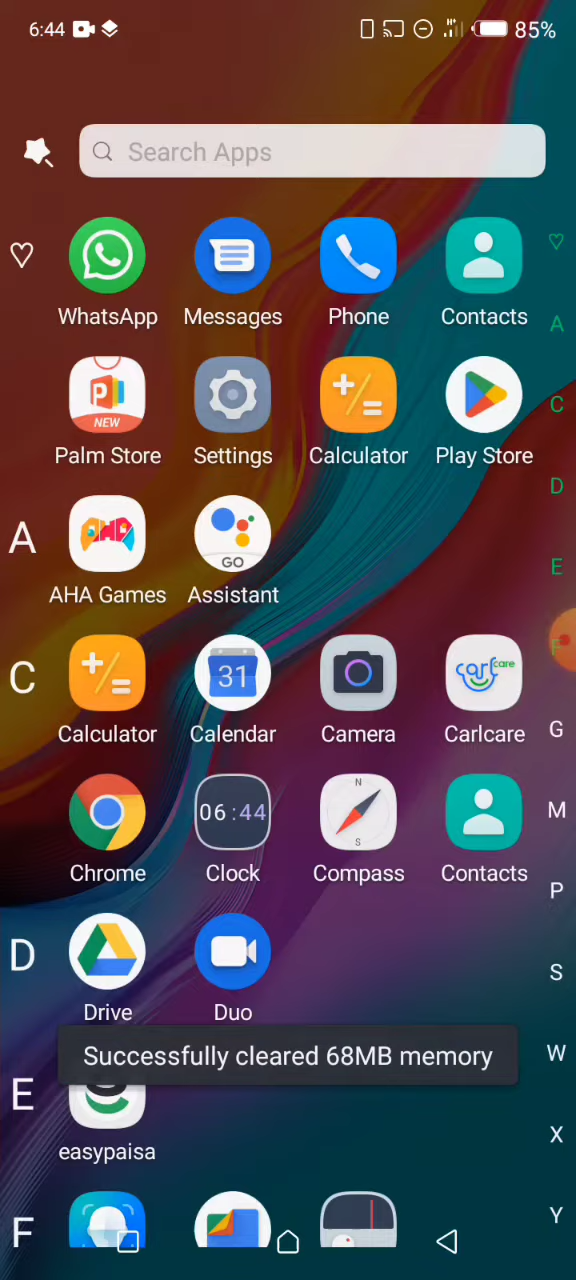 6:44 H+ 85%
Search Apps
WhatsApp Messages Phone Contacts
NEW
Palm Store Settings Calculator Play Store
A
GO
AHA Games Assistant
C
31 carlcare
Calculator Calendar Camera Carlcare
06:44 N S
Chrome Clock Compass Contacts
D
Drive Duo
Successfully cleared 68MB memory
E
easypaisa
F
A
C
D
E
F
G
M
P
S
W
X
Y